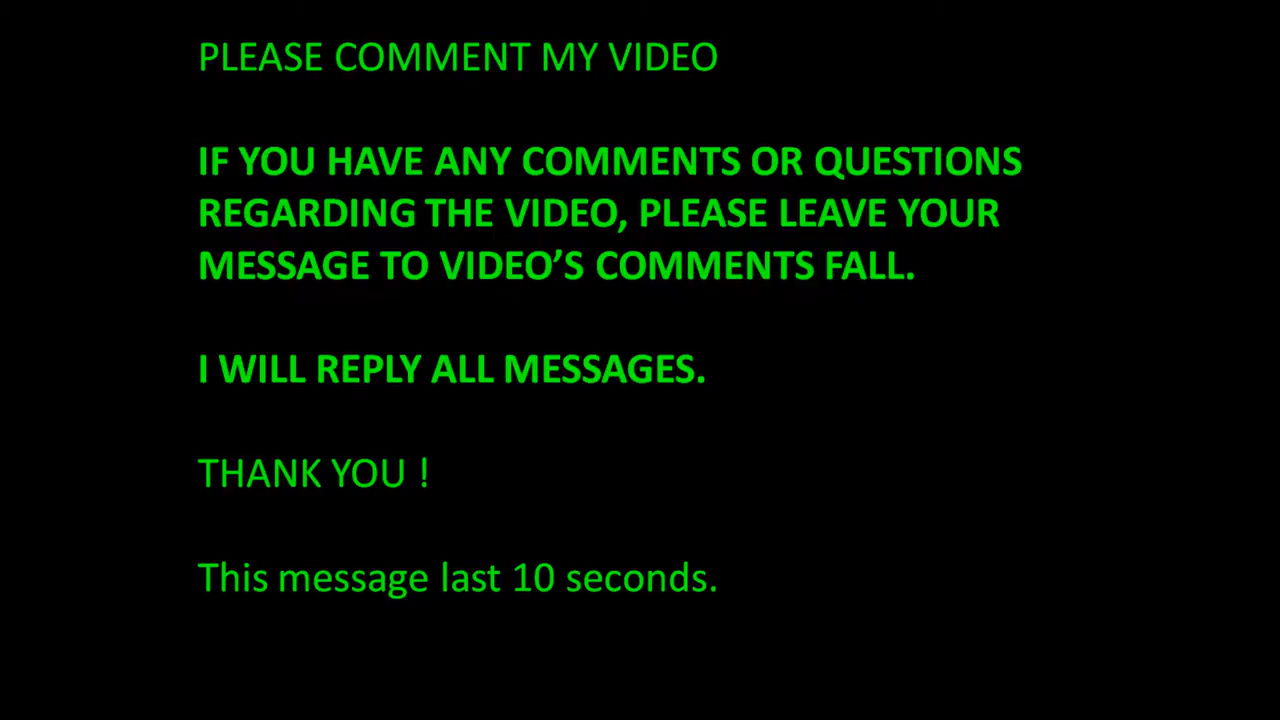 PLEASE COMMENT MY VIDEO
IF YOU HAVE ANY COMMENTS OR QUESTIONS
REGARDING THE VIDEO, PLEASE LEAVE YOUR
MESSAGE TO VIDEO’S COMMENTS FALL.
I WILL REPLY ALL MESSAGES.
THANK YOU !
This message last 10 seconds.